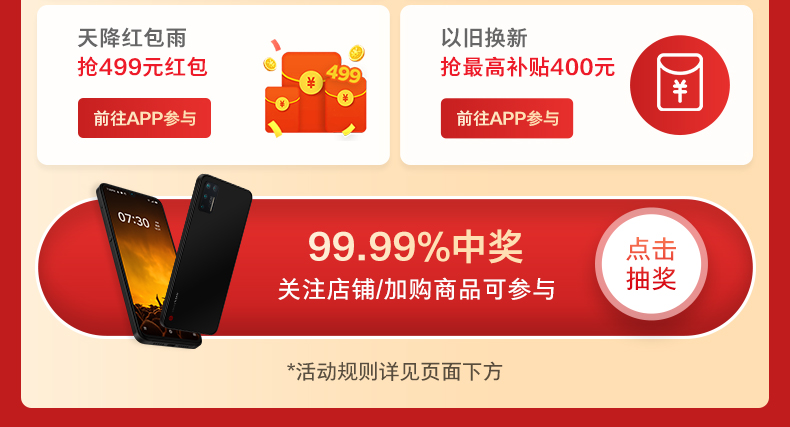 天降红包雨
抢499元红包
前往APP参与
499
以旧换新
抢最高补贴400元
前往APP参与
07:30
99.99%中奖
关注店铺/加购商品可参与
点击
抽奖
*活动规则详见页面下方